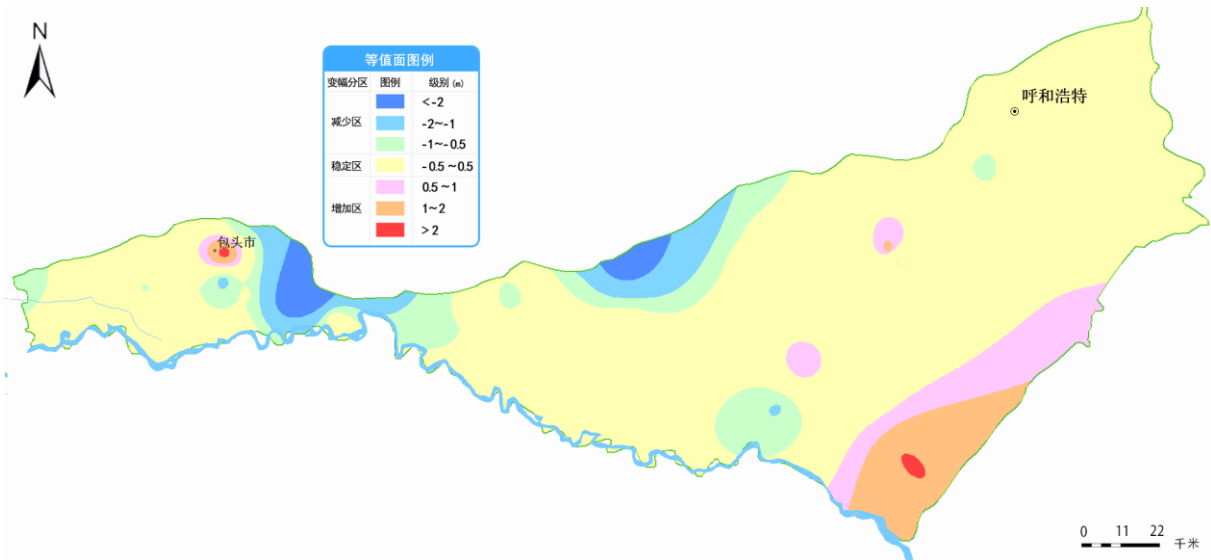 N
等值面图例
变幅分区 图例 级别 (m)
<-2
减少区 -2~-1
-1~-0.5
稳定区 -0.5~0.5
0.5~1
增加区 1~2
>2
呼和浩特
包头市
0 11 22 千米